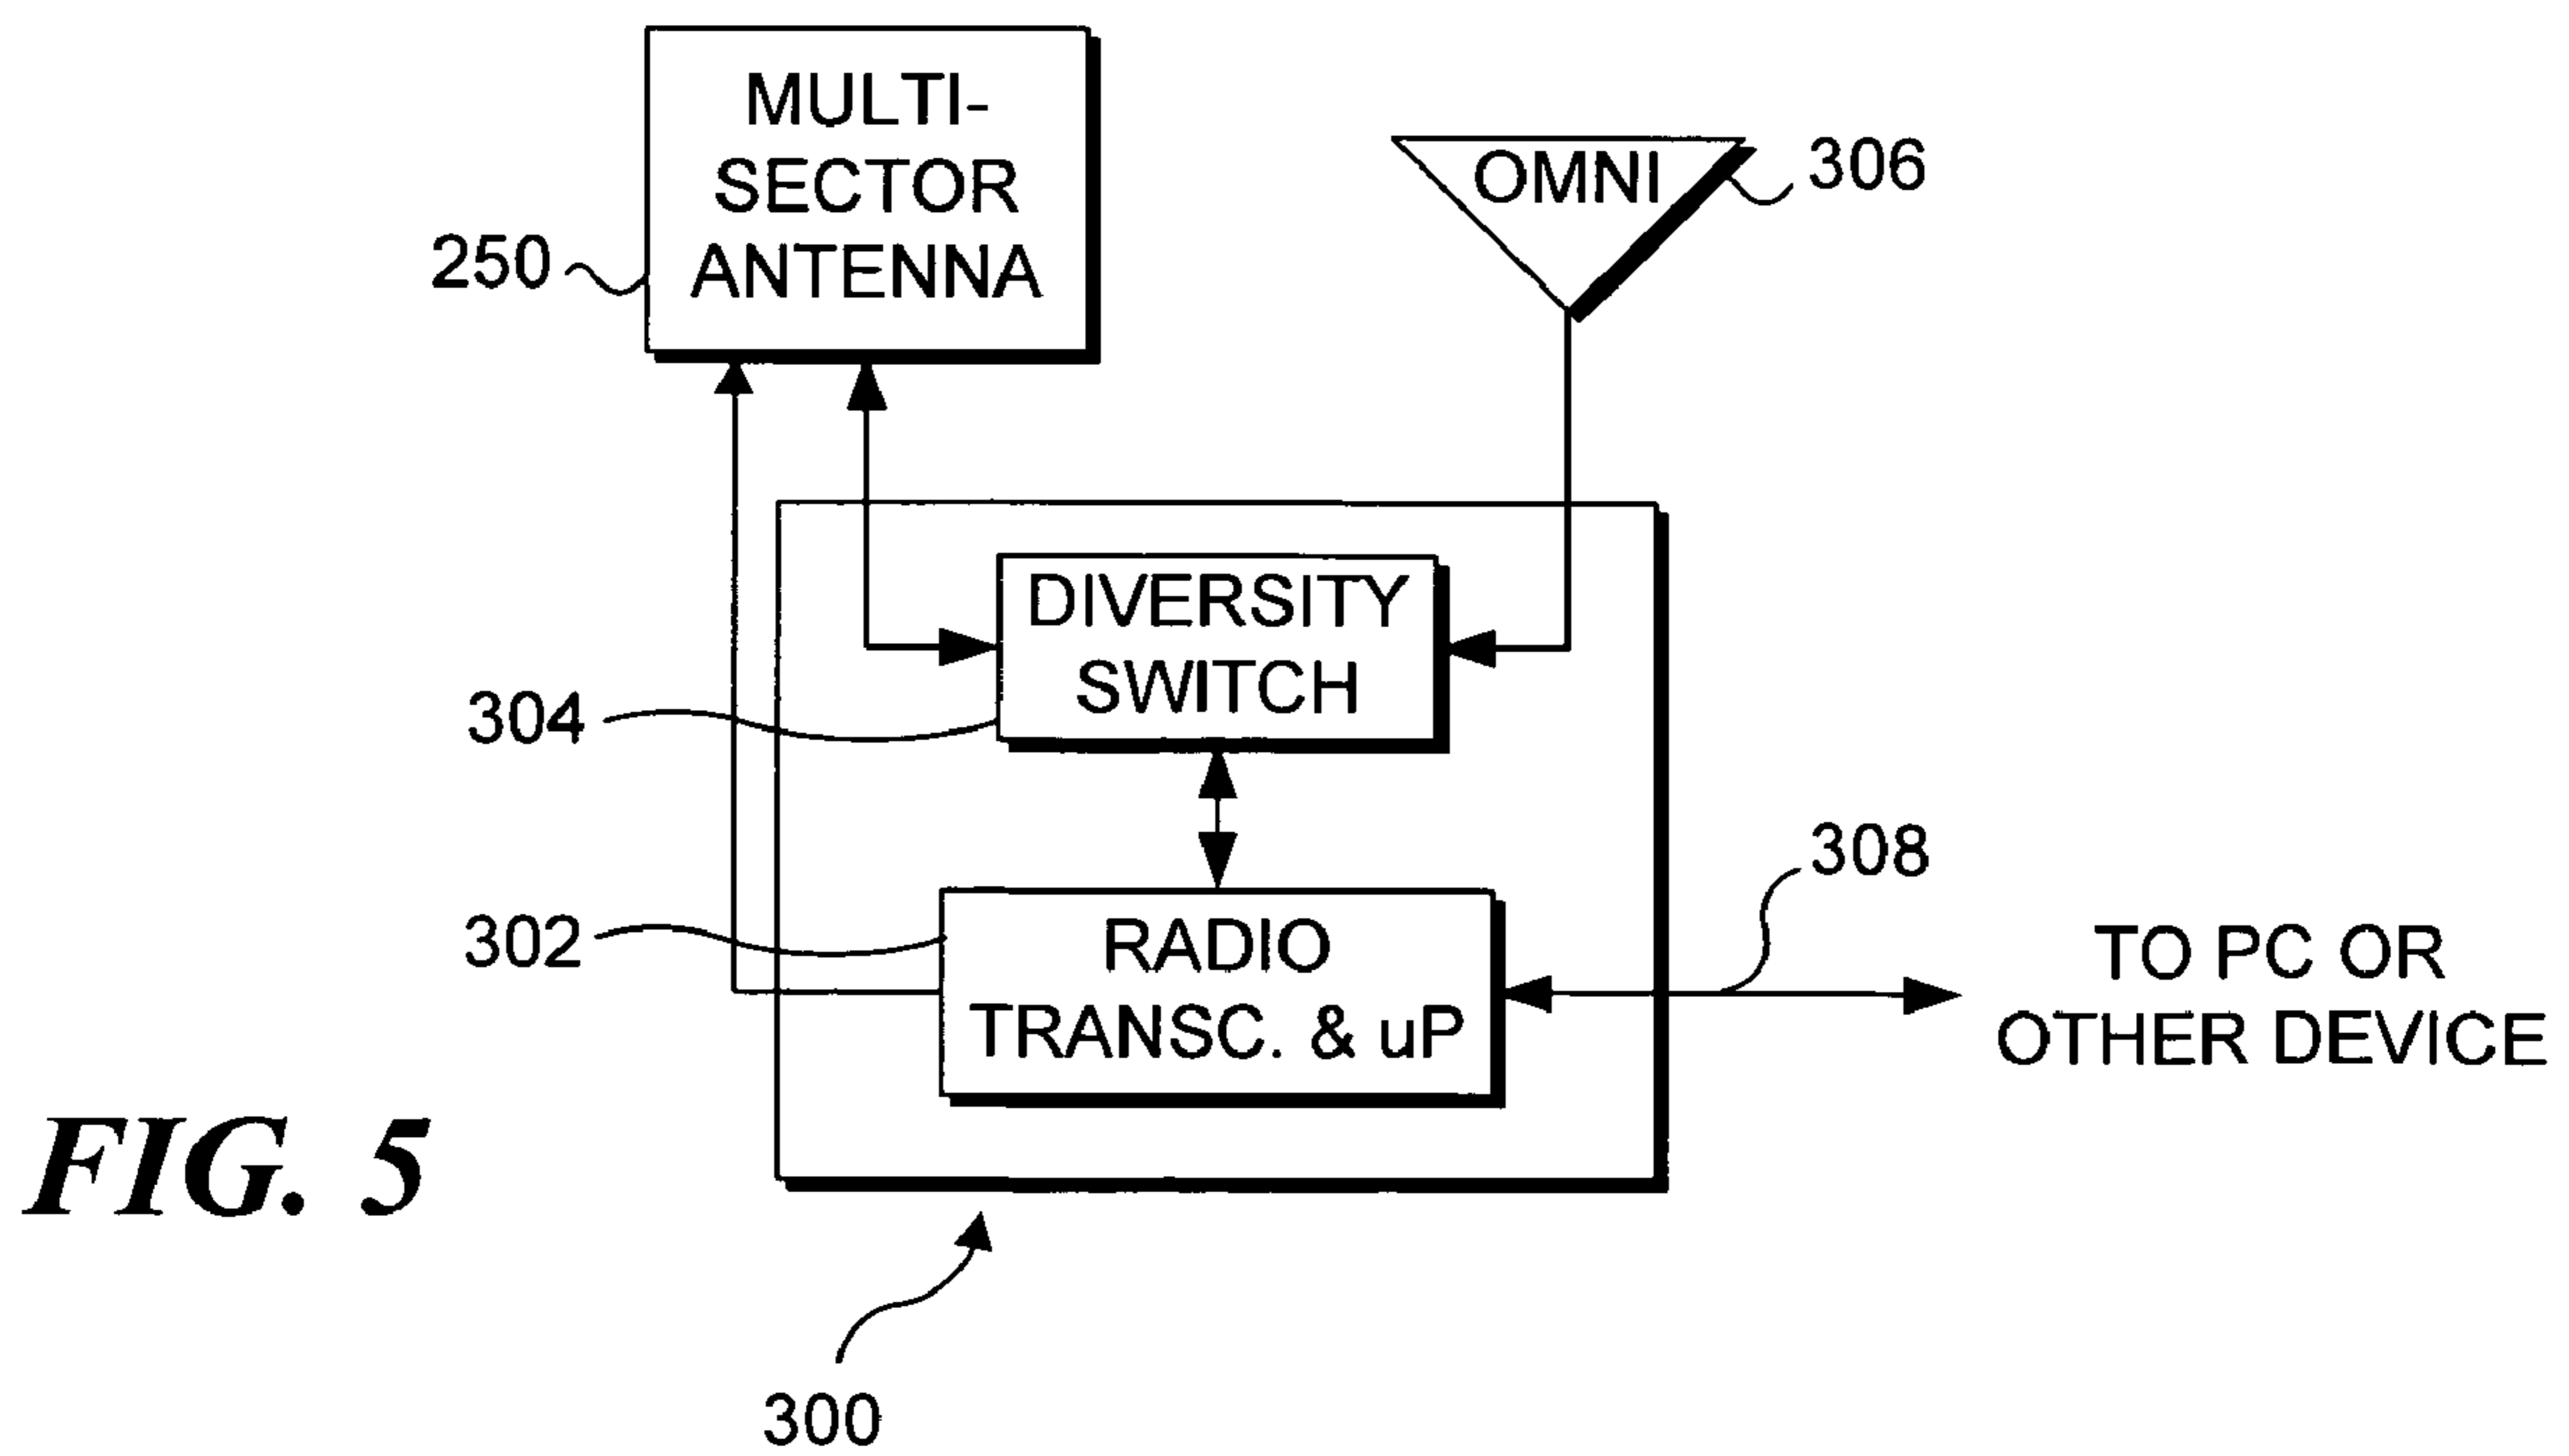 MULTI-
SECTOR
ANTENNA
250
OMNI
306
DIVERSITY
SWITCH
304
302
RADIO
TRANSC. & uP
308
TO PC OR
OTHER DEVICE
FIG. 5
300